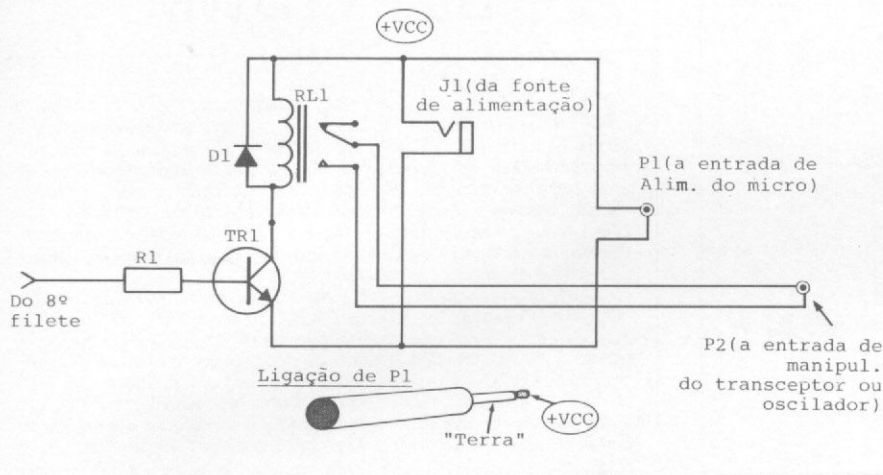 +VCC
J1(da fonte
de alimentação)
RL1
D1
P1(a entrada de
Alim. do micro)
TR1
R1
Do 8º
filete
P2(a entrada de
manipul.
do transceptor ou
oscilador)
Ligação de P1
+VCC
"Terra"